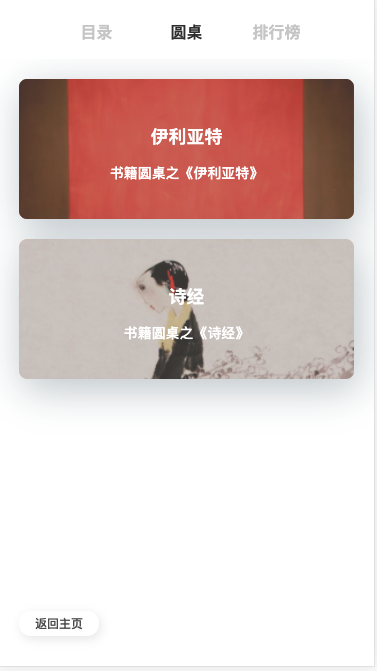 目录 圆桌 排行榜
伊利亚特
书籍圆桌之《伊利亚特》
诗经
书籍圆桌之《诗经》
返回主页